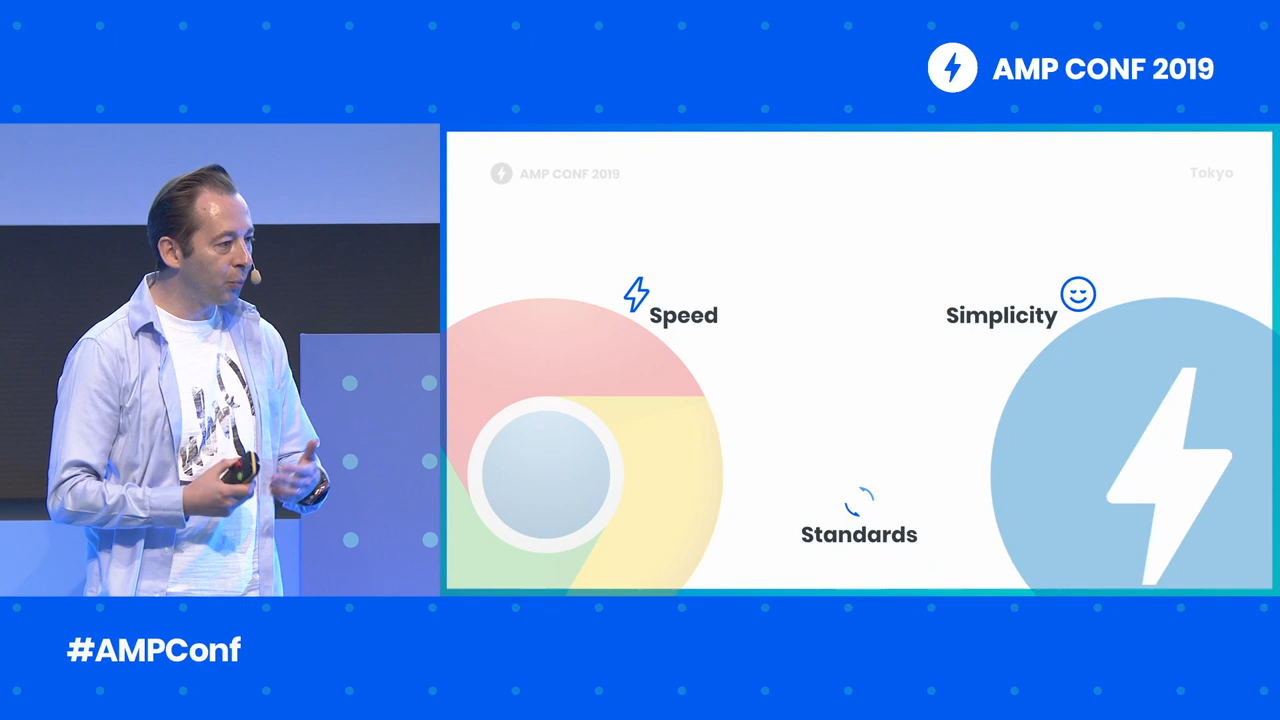 AMP CONF 2019
AMP CONF 2019
Tokyo
Speed
Simplicity
Standards
#AMPConf